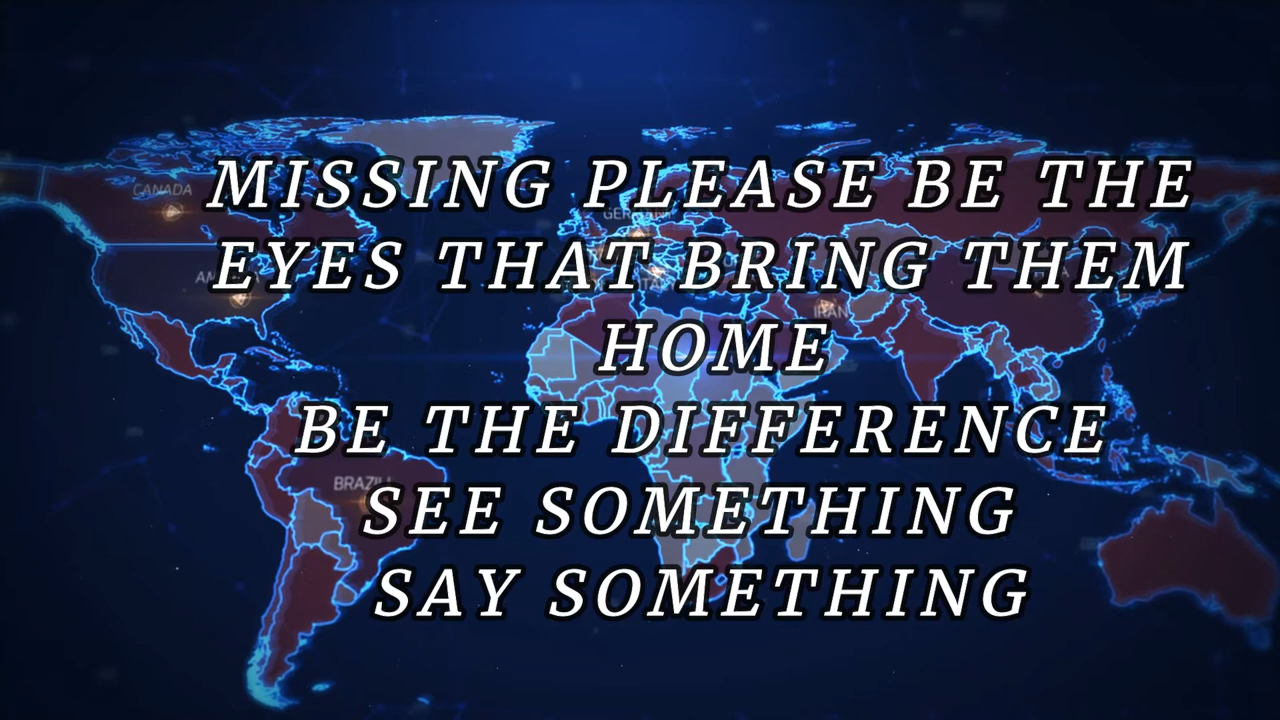 MISSING PLEASE BE THE
EYES THAT BRING THEM
HOME
BE THE DIFFERENCE
SEE SOMETHING
SAY SOMETHING
CANADA
BRAZIL
IRAN